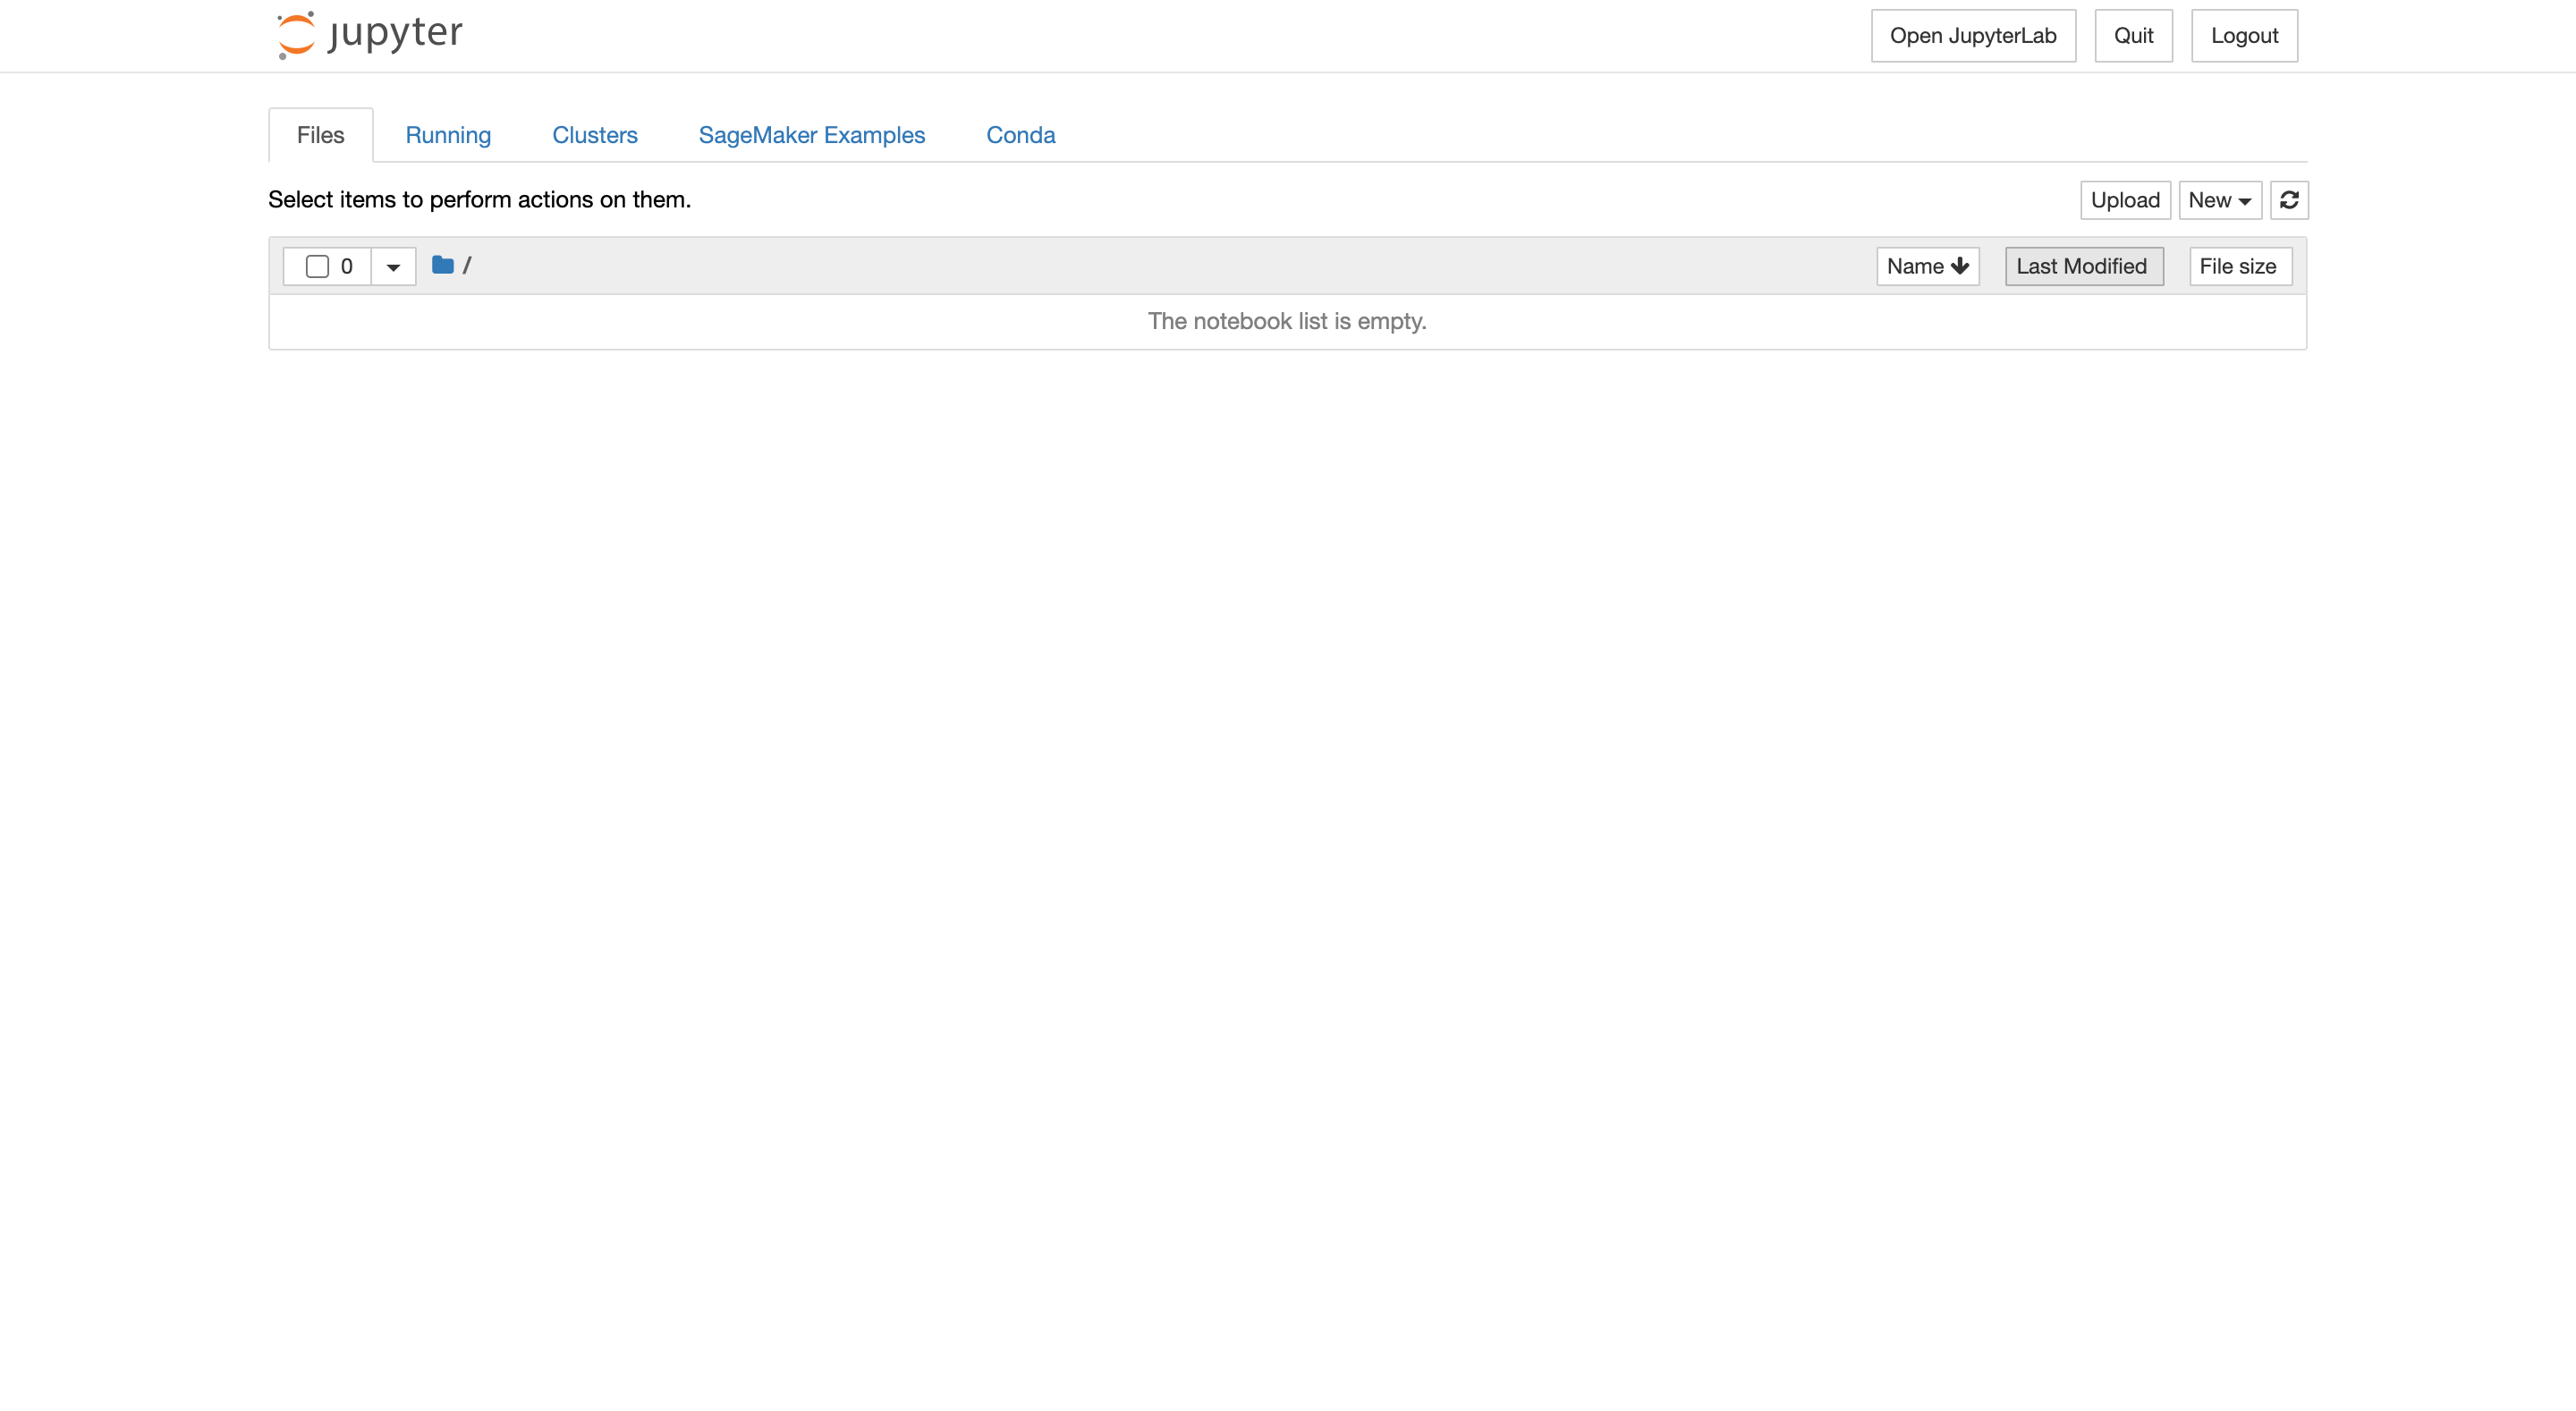 jupyter
Open JupyterLab Quit Logout
Files Running Clusters SageMaker Examples Conda
Select items to perform actions on them.
Upload New
0 / Name Last Modified File size
The notebook list is empty.